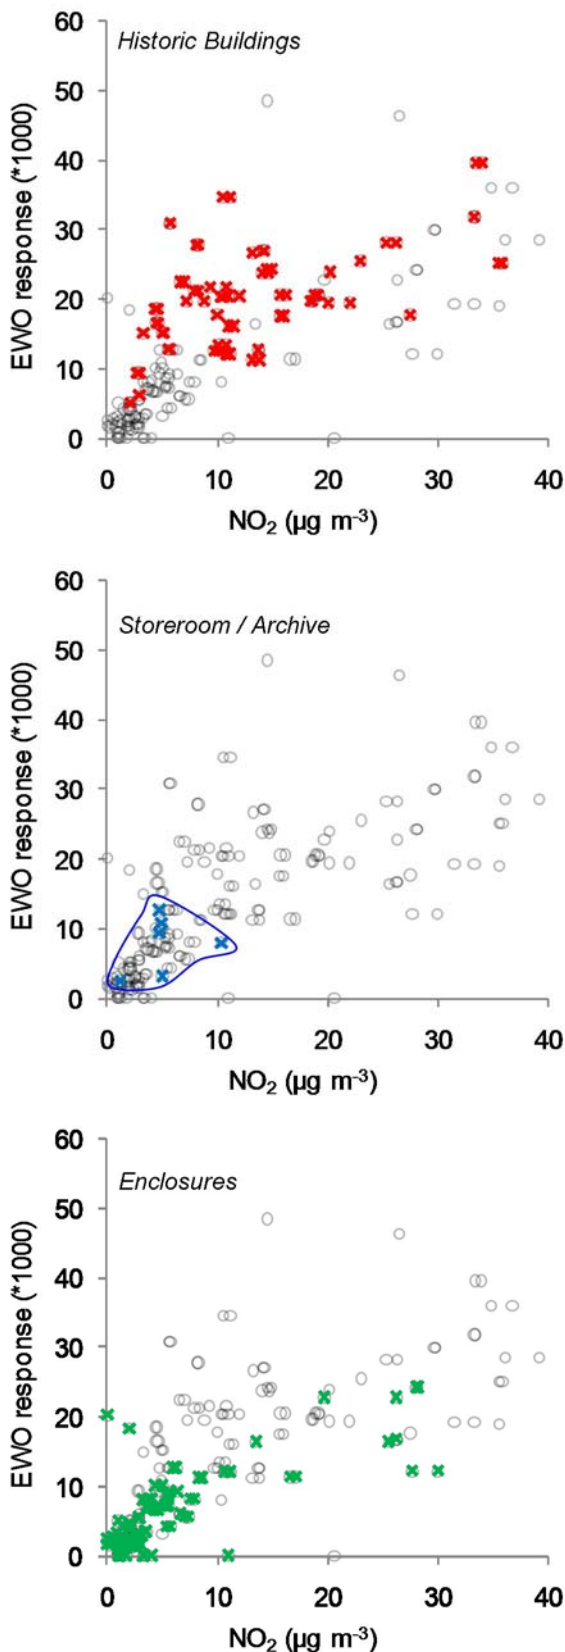 60
Historic Buildings
50
40
30
20
10
0
EWO response (*1000)
0 10 20 30 40
NO₂ (µg m⁻³)
60
Storeroom / Archive
50
40
30
20
10
0
EWO response (*1000)
0 10 20 30 40
NO₂ (µg m⁻³)
60
Enclosures
50
40
30
20
10
0
EWO response (*1000)
0 10 20 30 40
NO₂ (µg m⁻³)